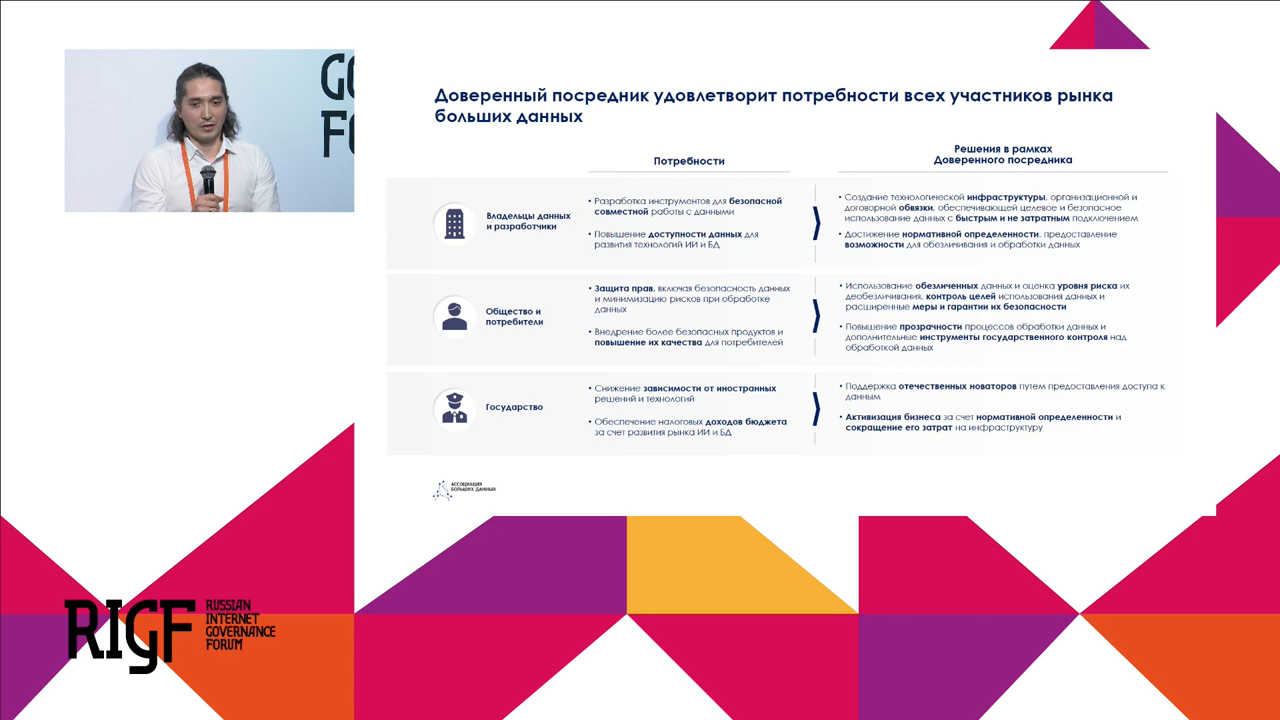 GO
FO
Доверенный посредник удовлетворит потребности всех участников рынка
больших данных
Потребности
Решения в рамках
Доверенного посредника
Владельцы данных
и разработчики
• Разработка инструментов для безопасной
совместной работы с данными
• Повышение доступности данных для
развития технологий ИИ и БД
• Создание технологической инфраструктуры, организационной и
договорной обвязки, обеспечивающей целевое и безопасное
использование данных с быстрым и не затратным подключением
• Достижение нормативной определенности, предоставление
возможности для обезличивания и обработки данных
Общество и
потребители
• Защита прав, включая безопасность данных
и минимизацию рисков при обработке
данных
• Внедрение более безопасных продуктов и
повышение их качества для потребителей
• Использование обезличенных данных и оценка уровня риска их
деобезличивания, контроль целей использования данных и
расширенные меры и гарантии их безопасности
• Повышение прозрачности процессов обработки данных и
дополнительные инструменты государственного контроля над
обработкой данных
Государство
• Снижение зависимости от иностранных
решений и технологий
• Обеспечение налоговых доходов бюджета
за счет развития рынка ИИ и БД
• Поддержка отечественных новаторов путем предоставления доступа к
данным
• Активизация бизнеса за счет нормативной определенности и
сокращение его затрат на инфраструктуру
АССОЦИАЦИЯ
БОЛЬШИХ ДАННЫХ
RIGF
RUSSIAN
INTERNET
GOVERNANCE
FORUM